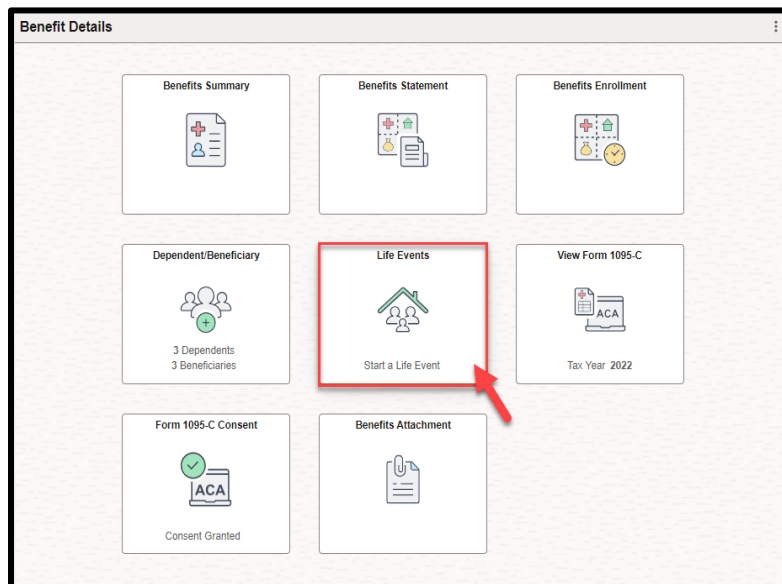 Benefit Details
Benefits Summary
Benefits Statement
Benefits Enrollment
Dependent/Beneficiary
3 Dependents
3 Beneficiaries
Life Events
Start a Life Event
View Form 1095-C
ACA
Tax Year 2022
Form 1095-C Consent
ACA
Consent Granted
Benefits Attachment